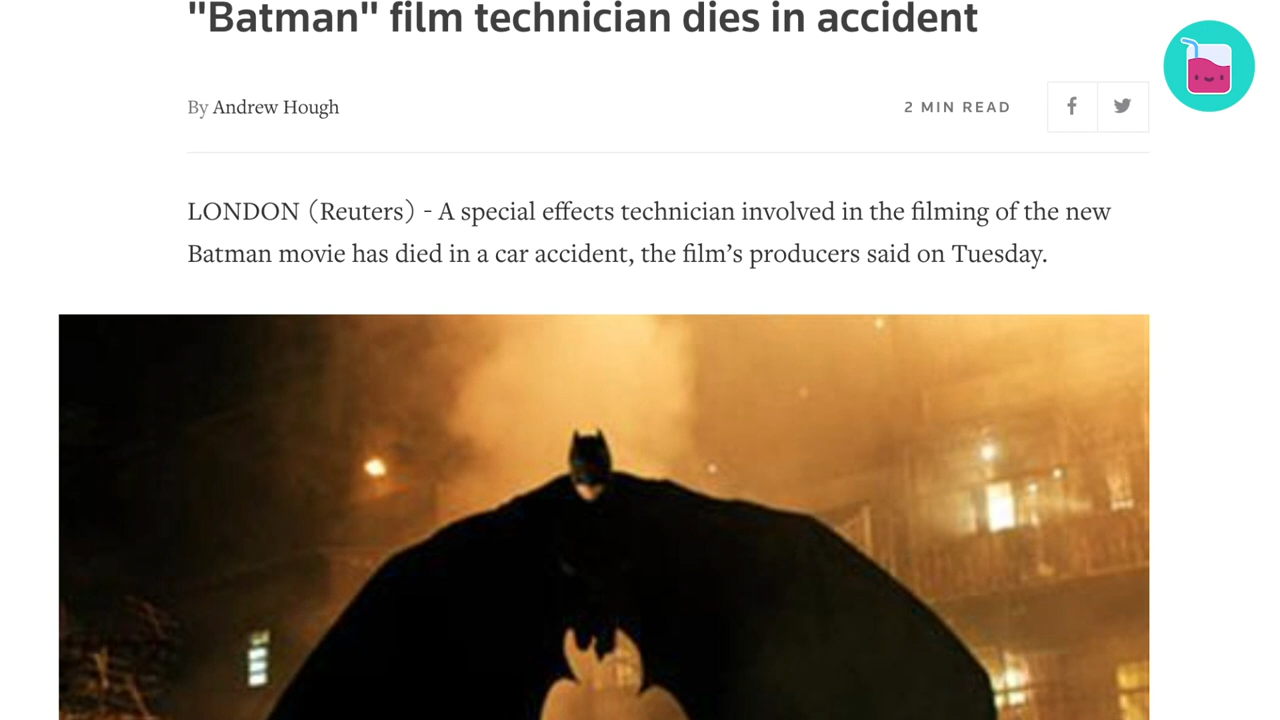 "Batman" film technician dies in accident
By Andrew Hough
2 MIN READ
LONDON (Reuters) - A special effects technician involved in the filming of the new
Batman movie has died in a car accident, the film’s producers said on Tuesday.